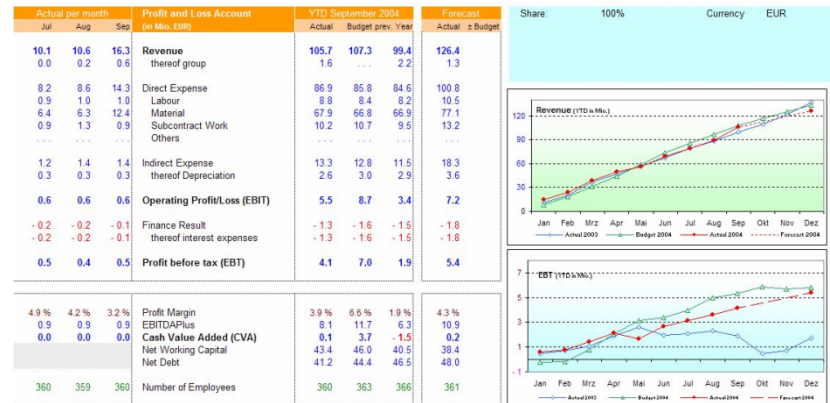 Actual per month Profit and Loss Account YTD September 2004 Forecast
Jul Aug Sep (in Mio. EUR) Actual Budget prev. Year Actual ± Budget
10.1 10.6 16.3 Revenue 105.7 107.3 99.4 126.4
0.0 0.2 0.6 thereof group 1.6 ... 2.2 1.3
8.2 8.6 14.3 Direct Expense 86.9 85.8 84.6 100.8
0.9 1.0 1.0 Labour 8.8 8.4 8.2 10.5
6.4 6.3 12.4 Material 67.9 66.8 66.9 77.1
0.9 1.3 0.9 Subcontract Work 10.2 10.7 9.5 13.2
... ... ... Others ... ... ... ...
1.2 1.4 1.4 Indirect Expense 13.3 12.8 11.5 18.3
0.3 0.3 0.3 thereof Depreciation 2.6 3.0 2.9 3.6
0.6 0.6 0.6 Operating Profit/Loss (EBIT) 5.5 8.7 3.4 7.2
- 0.2 - 0.2 - 0.1 Finance Result - 1.3 - 1.6 - 1.5 - 1.8
- 0.2 - 0.2 - 0.1 thereof interest expenses - 1.3 - 1.6 - 1.5 - 1.8
0.5 0.4 0.5 Profit before tax (EBT) 4.1 7.0 1.9 5.4
4.9 % 4.2 % 3.2 % Profit Margin 3.9 % 6.6 % 1.9 % 4.3 %
0.9 0.9 0.9 EBITDAPlus 8.1 11.7 6.3 10.9
0.0 0.0 0.0 Cash Value Added (CVA) 0.1 3.7 - 1.5 0.2
Net Working Capital 43.4 46.0 40.5 38.4
Net Debt 41.2 44.4 46.5 48.0
360 359 360 Number of Employees 360 363 366 361
Share: 100% Currency EUR
Revenue (YTD in Mio.)
120
90
60
30
0
Jan Feb Mrz Apr Mai Jun Jul Aug Sep Okt Nov Dez
Actual 2003 Budget 2004 Actual 2004 Forecast 2004
EBT (YTD in Mio.)
7
5
3
1
- 1
Jan Feb Mrz Apr Mai Jun Jul Aug Sep Okt Nov Dez
Actual 2003 Budget 2004 Actual 2004 Forecast 2004